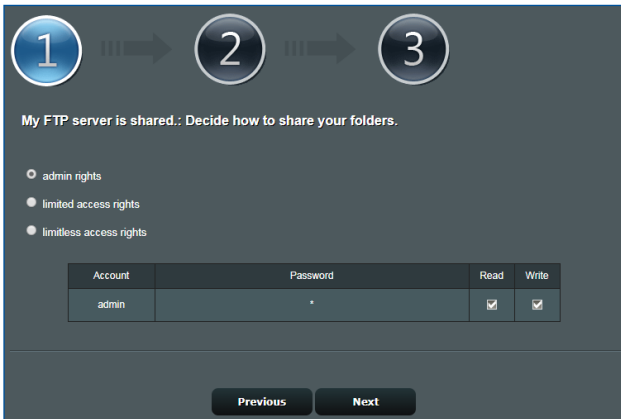 1 2 3
My FTP server is shared.: Decide how to share your folders.
admin rights
limited access rights
limitless access rights
Account Password Read Write
admin *
Previous Next